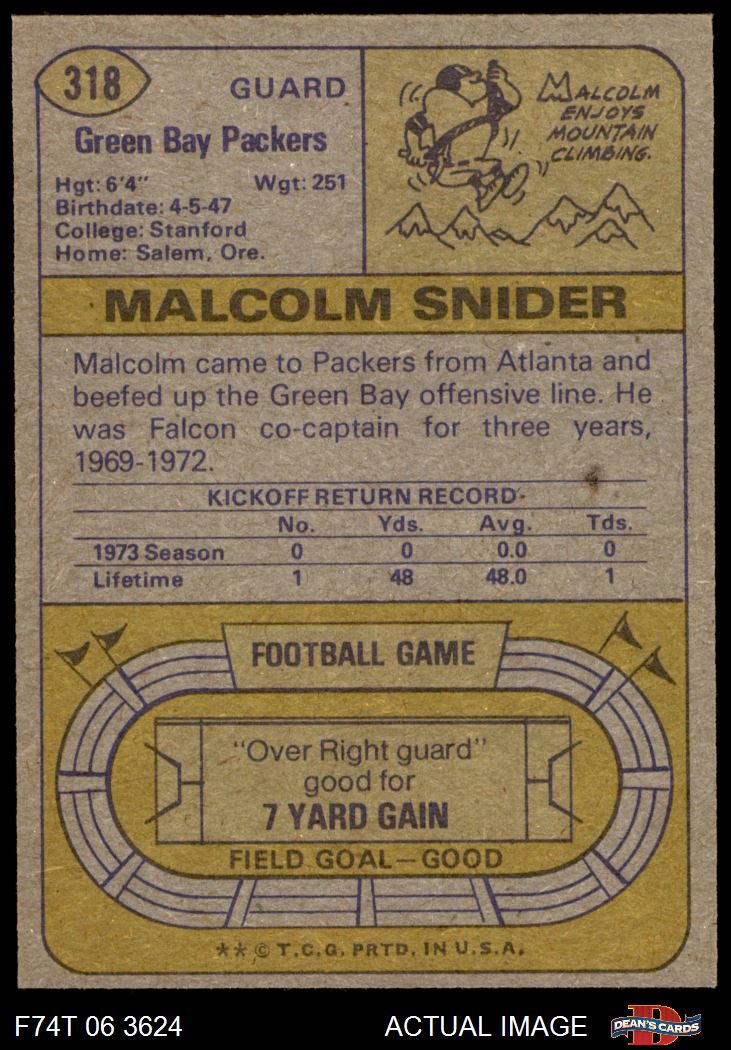 318
GUARD
Green Bay Packers
Hgt: 6'4" Wgt: 251
Birthdate: 4-5-47
College: Stanford
Home: Salem, Ore.
MALCOLM
ENJOYS
MOUNTAIN
CLIMBING.
MALCOLM SNIDER
Malcolm came to Packers from Atlanta and
beefed up the Green Bay offensive line. He
was Falcon co-captain for three years,
1969-1972.
KICKOFF RETURN RECORD
No. Yds. Avg. Tds.
1973 Season 0 0 0.0 0
Lifetime 1 48 48.0 1
FOOTBALL GAME
"Over Right guard"
good for
7 YARD GAIN
FIELD GOAL—GOOD
** © T.C.G. PRTD. IN U.S.A.
F74T 06 3624 ACTUAL IMAGE
D
DEAN'S CARDS